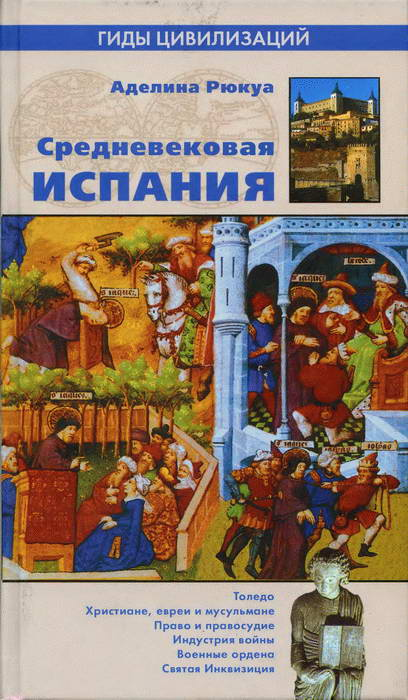 ГИДЫ ЦИВИЛИЗАЦИЙ
Аделина Рюкуа
Средневековая
ИСПАНИЯ
Толедо
Христиане, евреи и мусульмане
Право и правосудие
Индустрия войны
Военные ордена
Святая Инквизиция